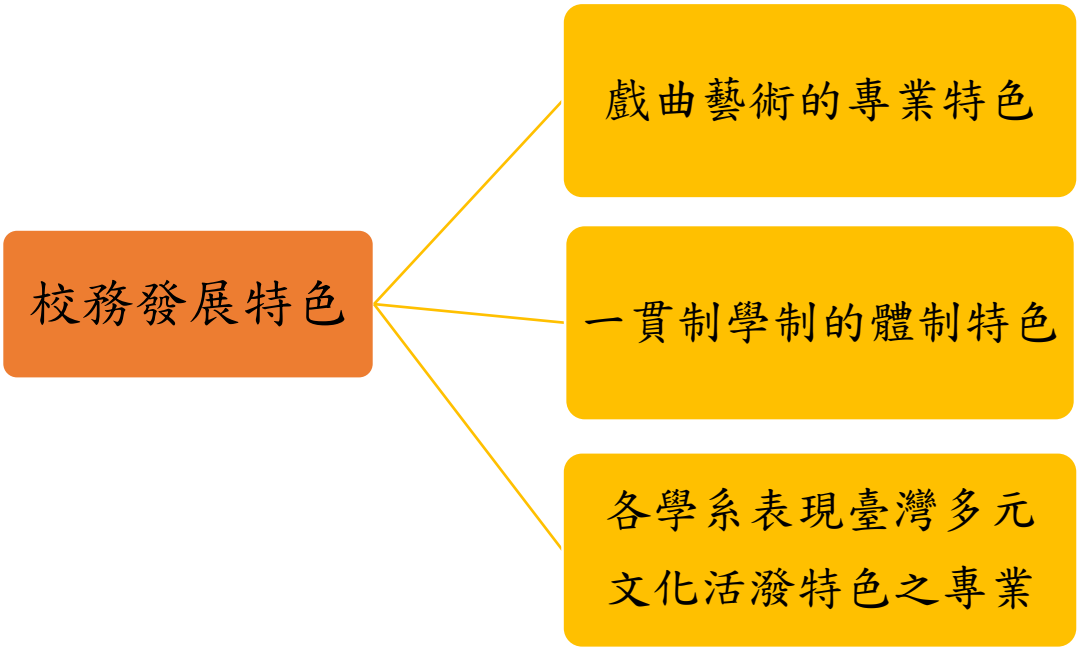 校務發展特色
戲曲藝術的專業特色
一貫制學制的體制特色
各學系表現臺灣多元
文化活潑特色之專業